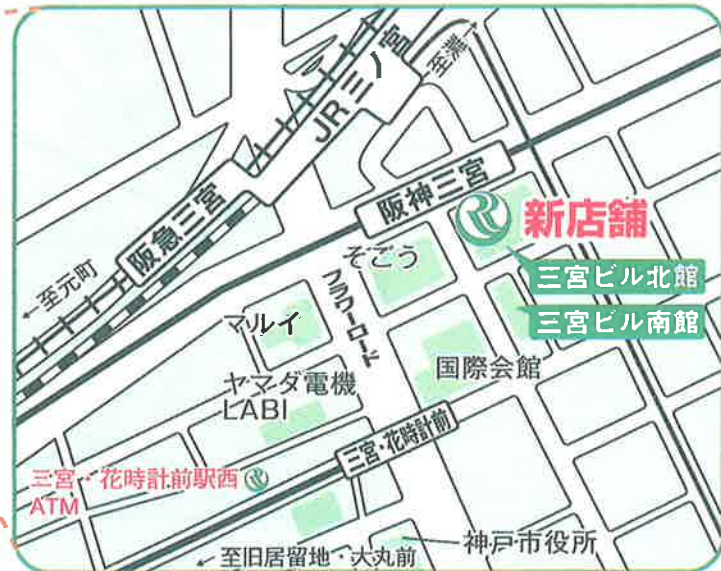 JR三ノ宮
至灘→
阪急三宮
阪神三宮
新店舗
そごう
三宮ビル北館
←至元町
フラワーロード
三宮ビル南館
マルイ
国際会館
ヤマダ電機
LABI
三宮・花時計前
三宮・花時計前駅西
ATM
神戸市役所
←至旧居留地・大丸前